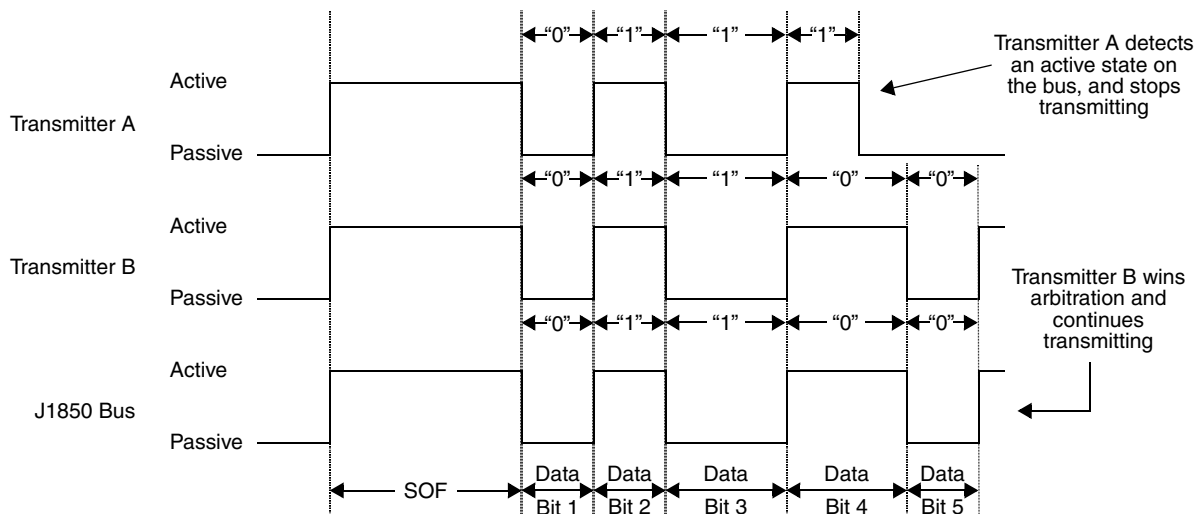 “0” “1” “1” “1”
Transmitter A detects
an active state on
the bus, and stops
transmitting
Active
Transmitter A
Passive
“0” “1” “1” “0” “0”
Active
Transmitter B
Passive
Transmitter B wins
arbitration and
continues
transmitting
“0” “1” “1” “0” “0”
Active
J1850 Bus
Passive
SOF
Data
Bit 1
Data
Bit 2
Data
Bit 3
Data
Bit 4
Data
Bit 5